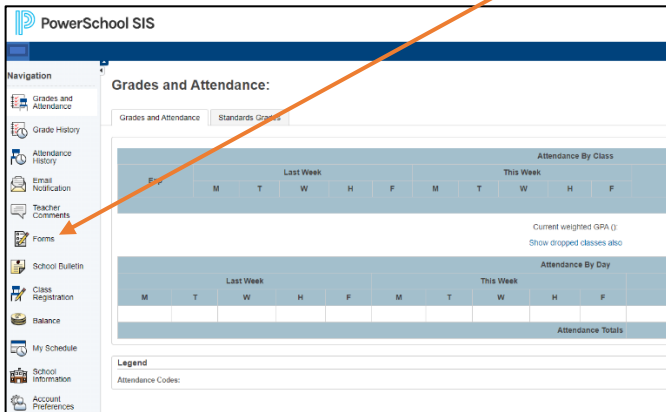 PowerSchool SIS
Navigation
Grades and
Attendance
Grade History
Attendance
History
Email
Notification
Teacher
Comments
Forms
School Bulletin
Class
Registration
Balance
My Schedule
School
Information
Account
Preferences
Grades and Attendance:
Grades and Attendance Standards Grades
Attendance By Class
Exp Last Week This Week
M T W H F M T W H F
Current weighted GPA ():
Show dropped classes also
Attendance By Day
Last Week This Week
M T W H F M T W H F
Attendance Totals
Legend
Attendance Codes: